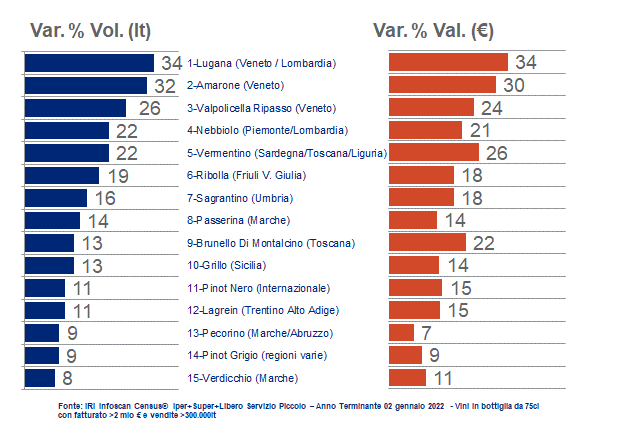 Var. % Vol. (lt)
Var. % Val. (€)
34 1-Lugana (Veneto / Lombardia) 34
32 2-Amarone (Veneto) 30
26 3-Valpolicella Ripasso (Veneto) 24
22 4-Nebbiolo (Piemonte/Lombardia) 21
22 5-Vermentino (Sardegna/Toscana/Liguria) 26
19 6-Ribolla (Friuli V. Giulia) 18
16 7-Sagrantino (Umbria) 18
14 8-Passerina (Marche) 14
13 9-Brunello Di Montalcino (Toscana) 22
13 10-Grillo (Sicilia) 14
11 11-Pinot Nero (Internazionale) 15
11 12-Lagrein (Trentino Alto Adige) 15
9 13-Pecorino (Marche/Abruzzo) 7
9 14-Pinot Grigio (regioni varie) 9
8 15-Verdicchio (Marche) 11
Fonte: IRI Infoscan Census® Iper+Super+Libero Servizio Piccolo – Anno Terminante 02 gennaio 2022 - Vini in bottiglia da 75cl
con fatturato >2 mio € e vendite >300.000lt